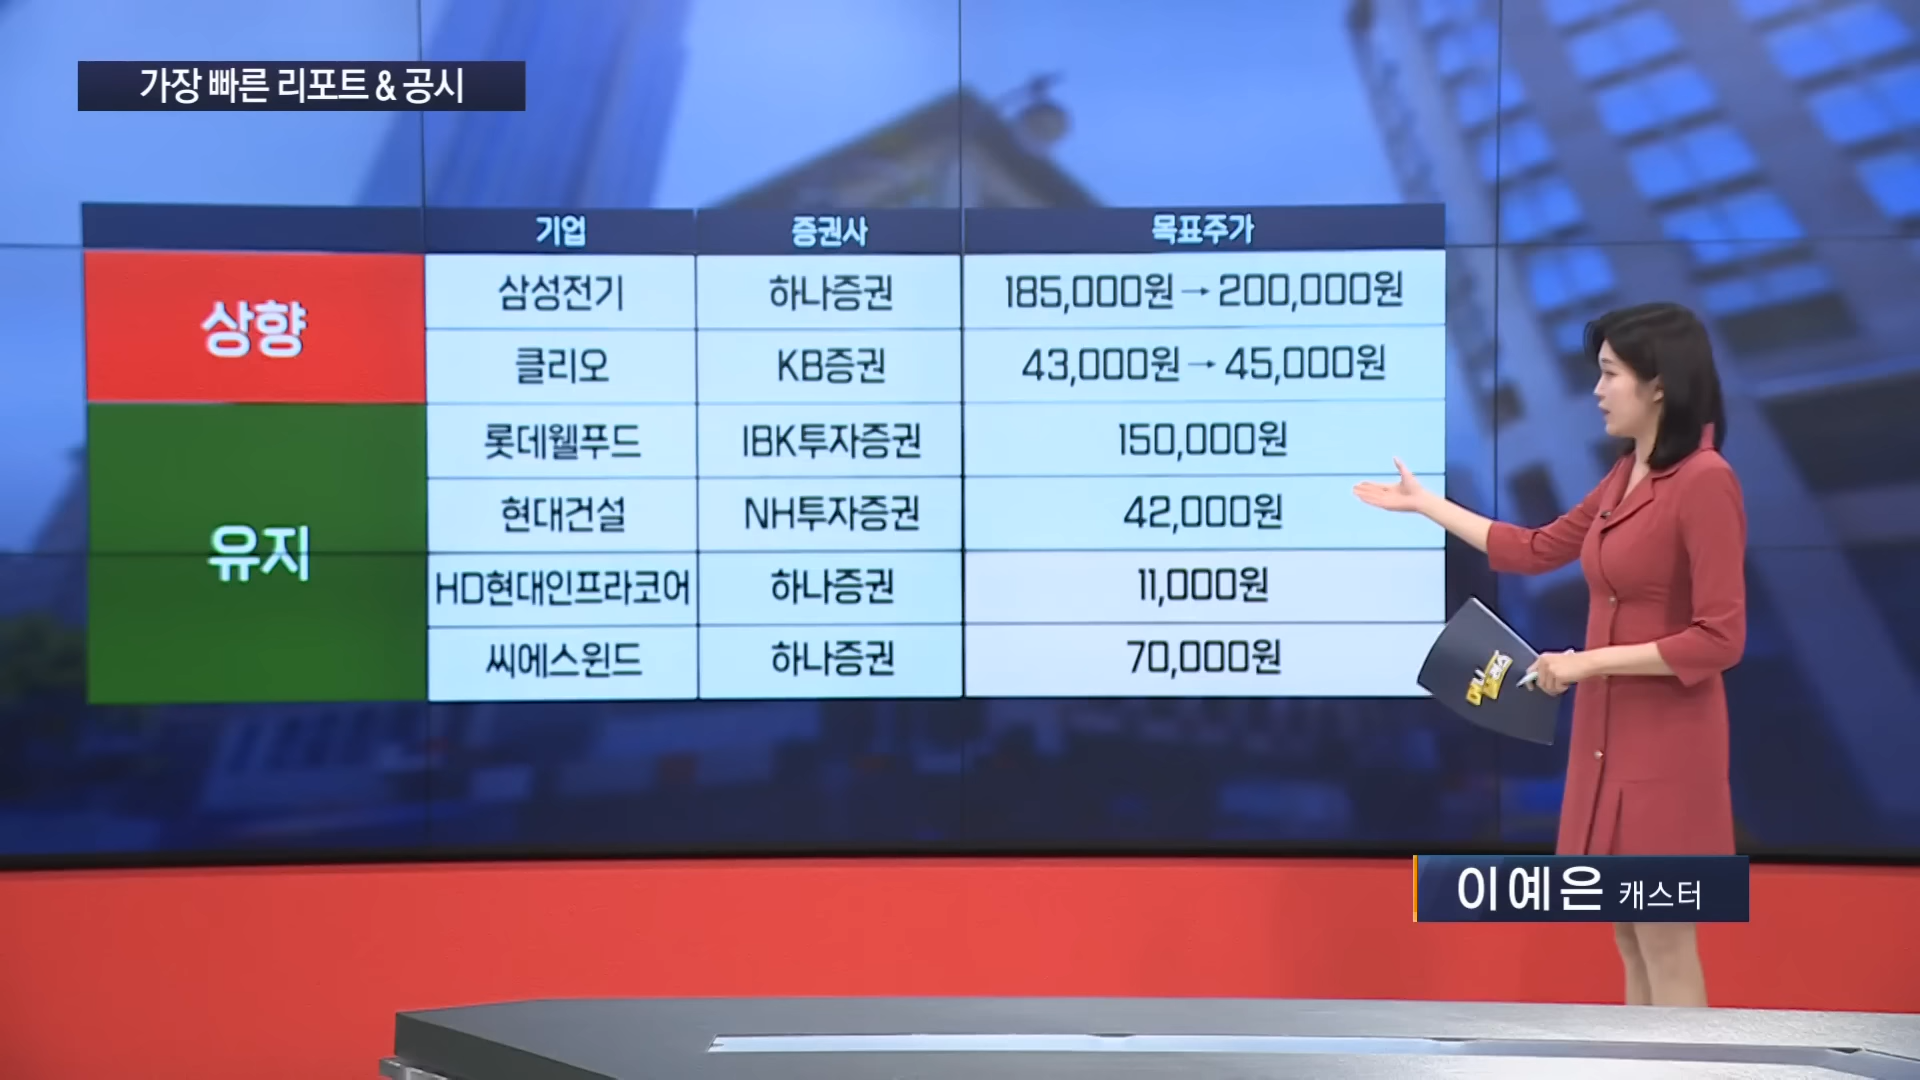 가장 빠른 리포트 & 공시
기업 증권사 목표주가
상향
삼성전기 하나증권 185,000원→200,000원
클리오 KB증권 43,000원→45,000원
유지
롯데웰푸드 IBK투자증권 150,000원
현대건설 NH투자증권 42,000원
HD현대인프라코어 하나증권 11,000원
씨에스윈드 하나증권 70,000원
이예은 캐스터